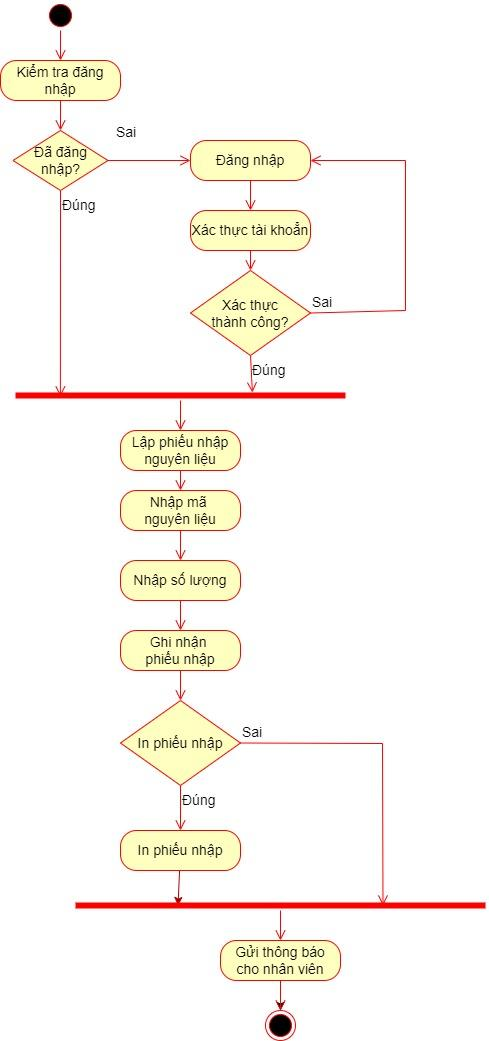 Kiểm tra đăng
nhập
Sai
Đã đăng
nhập?
Đăng nhập
Đúng
Xác thực tài khoẳn
Xác thực
thành công?
Sai
Đúng
Lập phiếu nhập
nguyên liệu
Nhập mã
nguyên liệu
Nhập số lượng
Ghi nhận
phiếu nhập
In phiếu nhập
Sai
Đúng
In phiếu nhập
Gửi thông báo
cho nhân viên